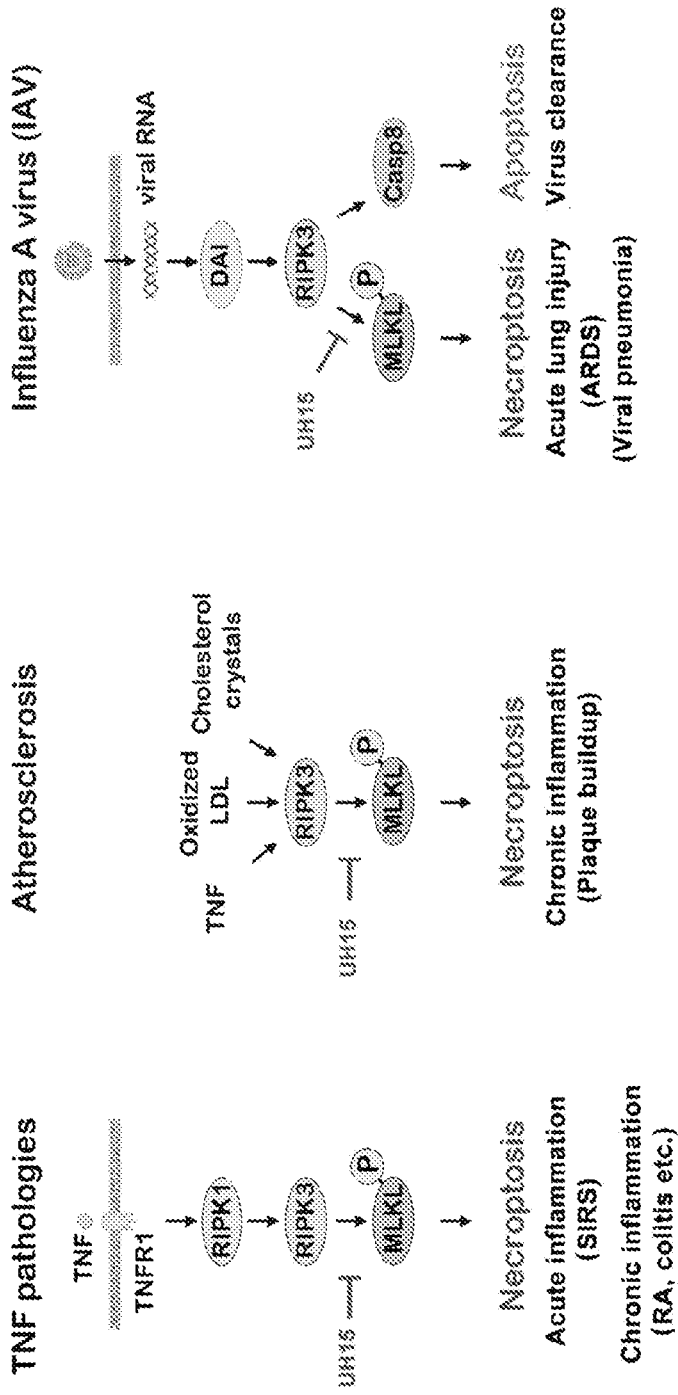 TNF pathologies
TNF
TNFR1
RIPK1
RIPK3
UH15
P
MLKL
Necroptosis
Acute inflammation
(SIRS)
Chronic inflammation
(RA, colitis etc.)
Atherosclerosis
TNF
Oxidized
LDL
Cholesterol
crystals
RIPK3
UH15
P
MLKL
Necroptosis
Chronic inflammation
(Plaque buildup)
Influenza A virus (IAV)
viral RNA
DAI
RIPK3
UH15
P
MLKL
Casp8
Necroptosis
Acute lung injury
(ARDS)
(Viral pneumonia)
Apoptosis
Virus clearance